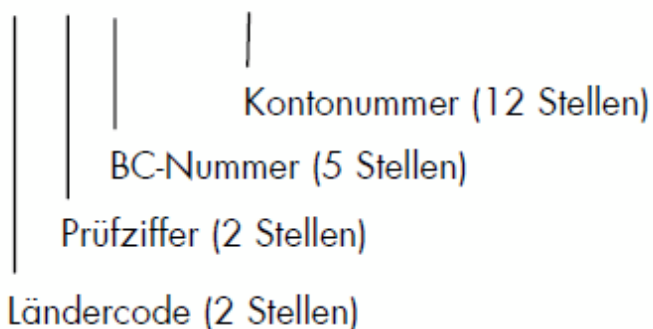 Kontonummer (12 Stellen)
BC-Nummer (5 Stellen)
Prüfziffer (2 Stellen)
Ländercode (2 Stellen)